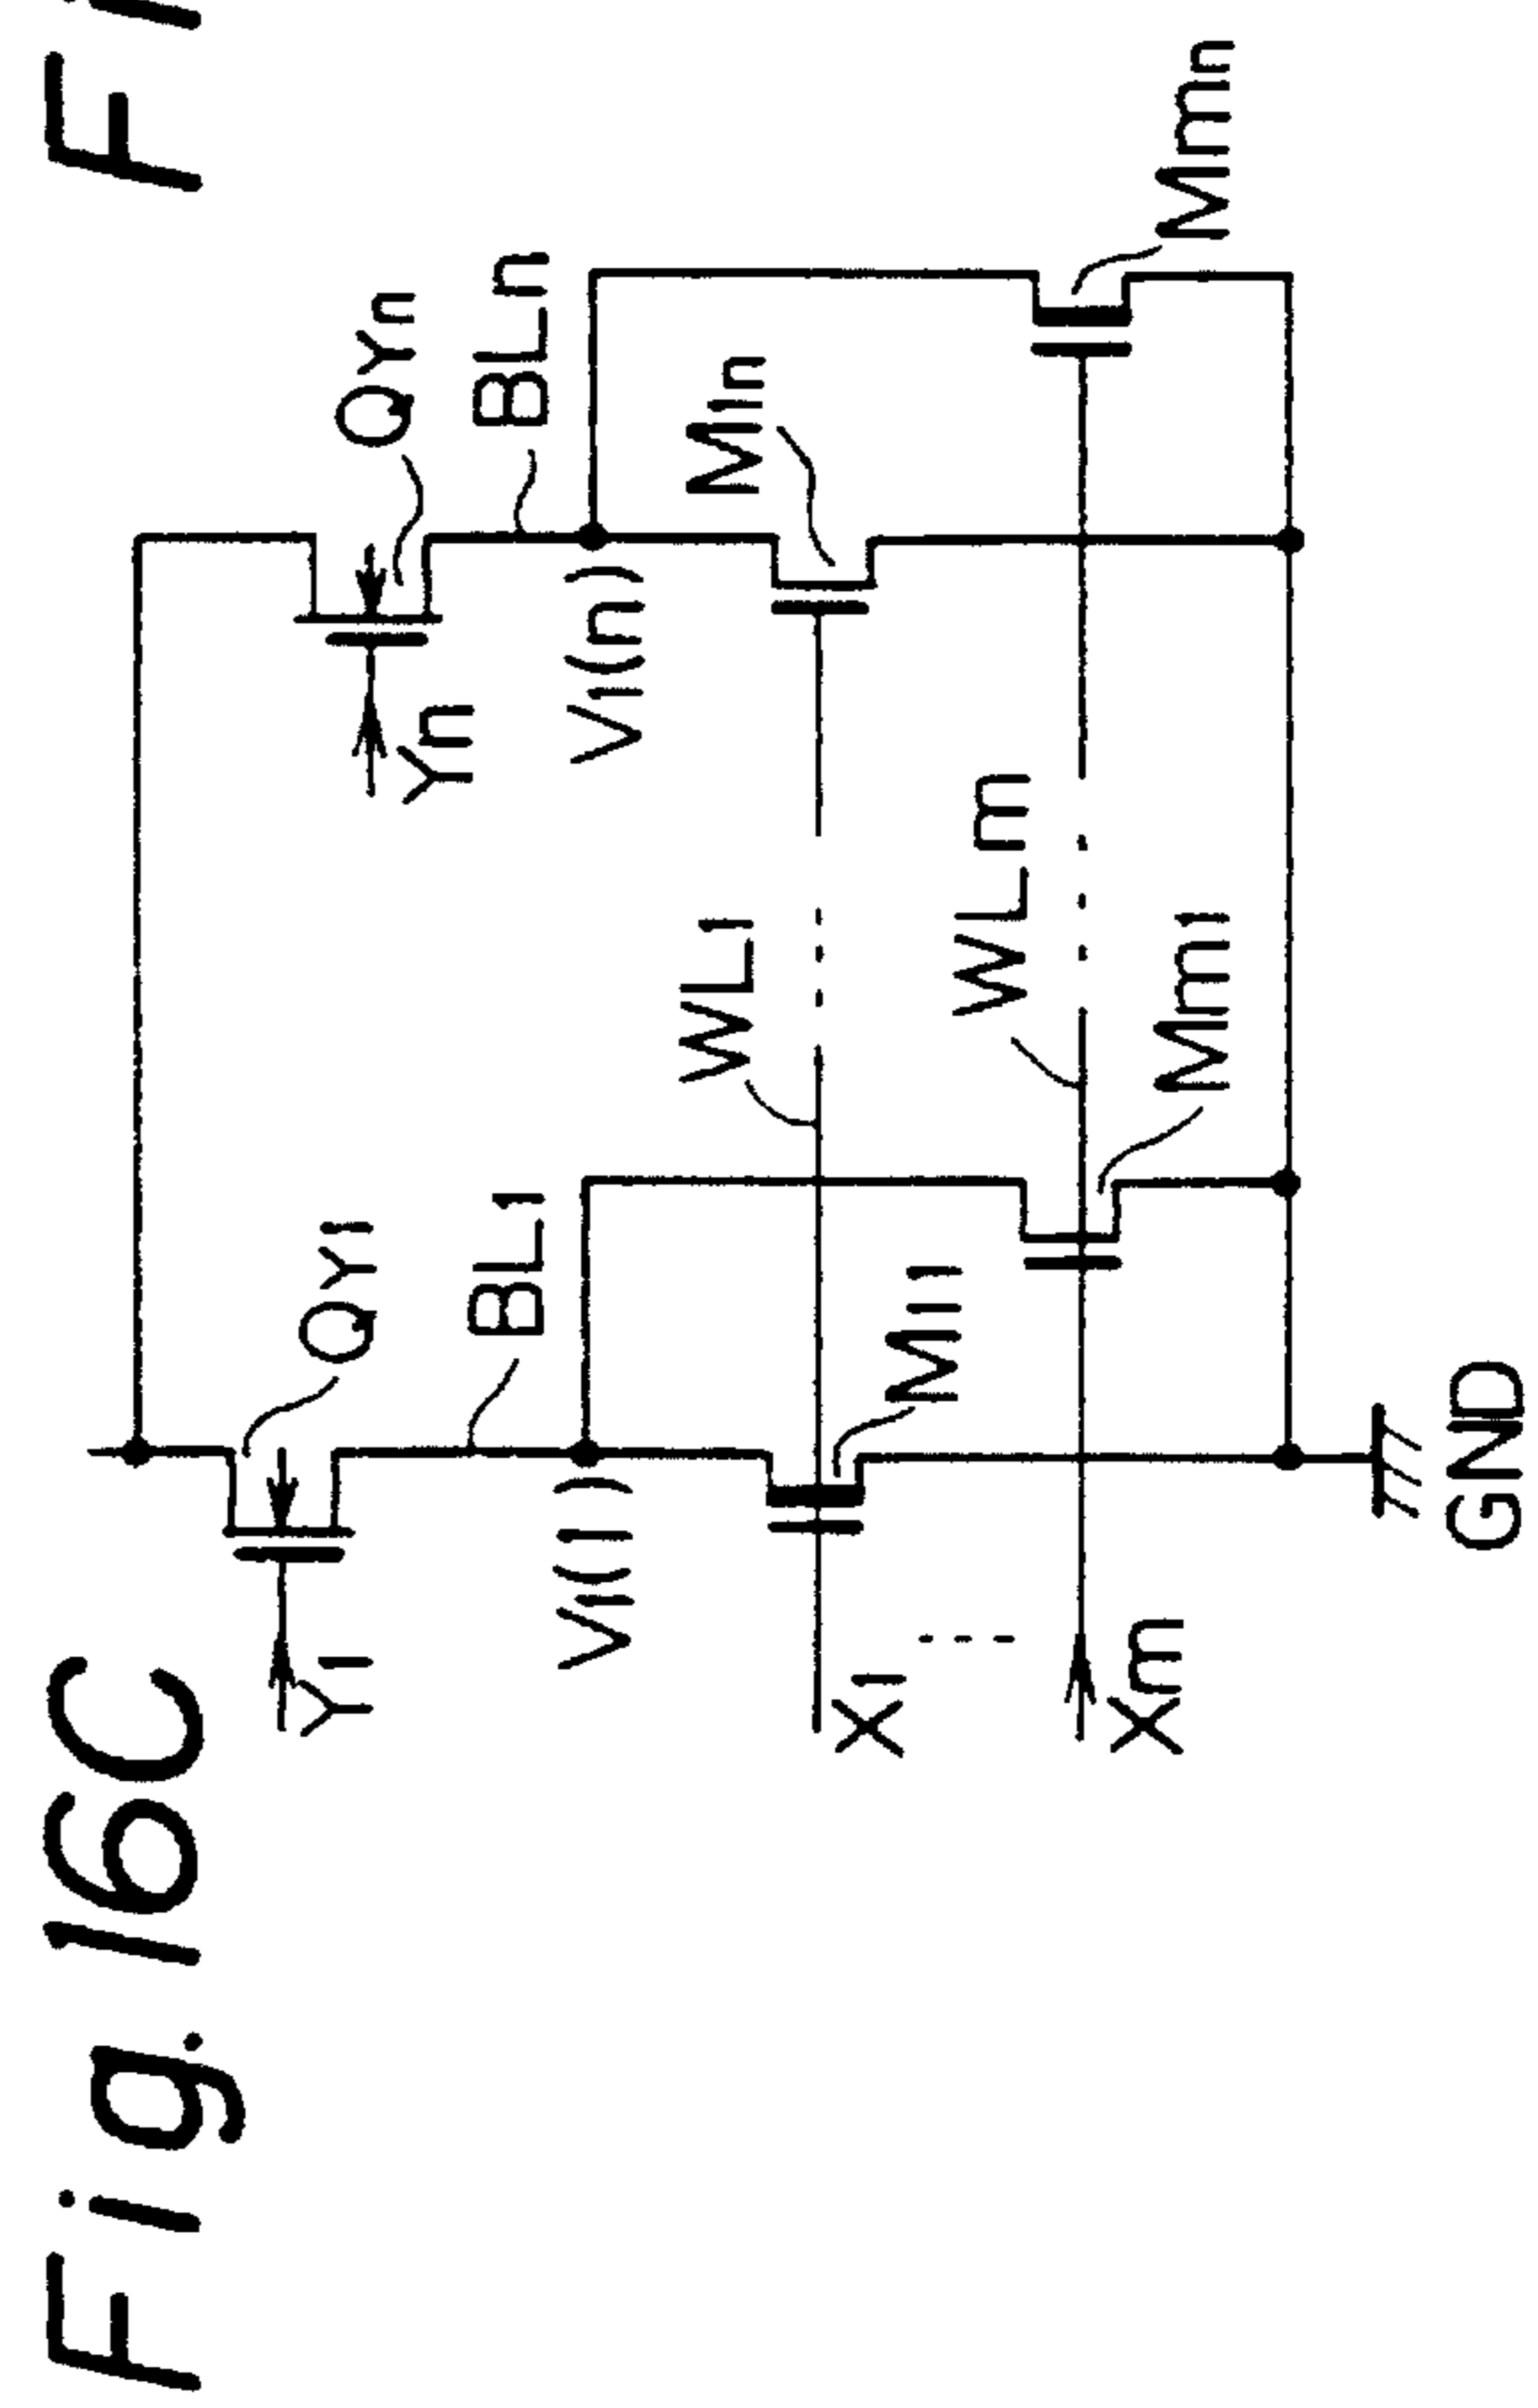 Fig. 16C
Fi
QY1
Y1
QYn
Yn
BL1
BLn
V1(1)
V1(n)
M1n
WL1
M11
X1
WLm
Mm1
Mmn
Xm
GND